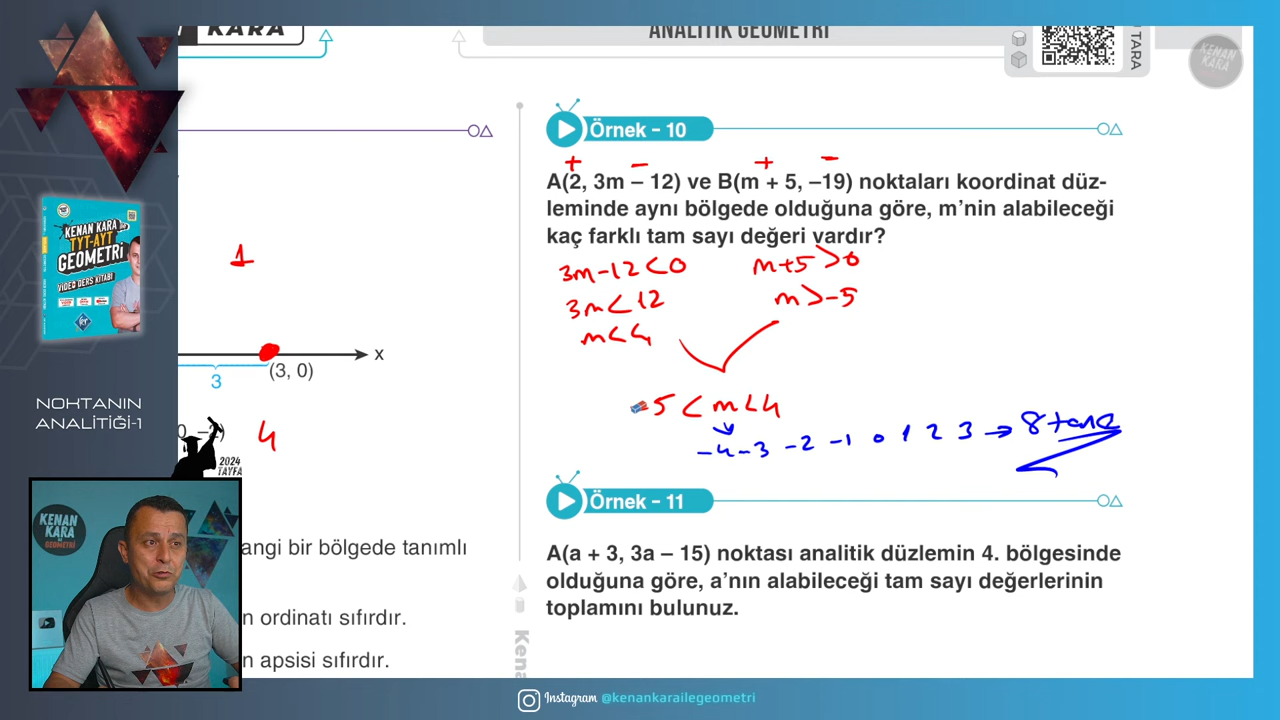 KARA
ANALİTİK GEOMETRİ
TARA
KENAN KARA
Örnek - 10
+ − + −
A(2, 3m – 12) ve B(m + 5, –19) noktaları koordinat düz-
leminde aynı bölgede olduğuna göre, m'nin alabileceği
kaç farklı tam sayı değeri vardır?
3m-12<0 m+5>0
3m<12 m>-5
m<4
-5 < m < 4
-4 -3 -2 -1 0 1 2 3 → 8 tane
Örnek - 11
A(a + 3, 3a – 15) noktası analitik düzlemin 4. bölgesinde
olduğuna göre, a'nın alabileceği tam sayı değerlerinin
toplamını bulunuz.
1
x
(3, 0)
3
4
angi bir bölgede tanımlı
n ordinatı sıfırdır.
n apsisi sıfırdır.
Kena
KENAN KARA
TYT-AYT
GEOMETRİ
VİDEO DERS KİTABI
NOKTANIN
ANALİTİĞİ-1
2024
TAYFA
KENAN
KARA
GEOMETRİ
Instagram @kenankarailegeometri